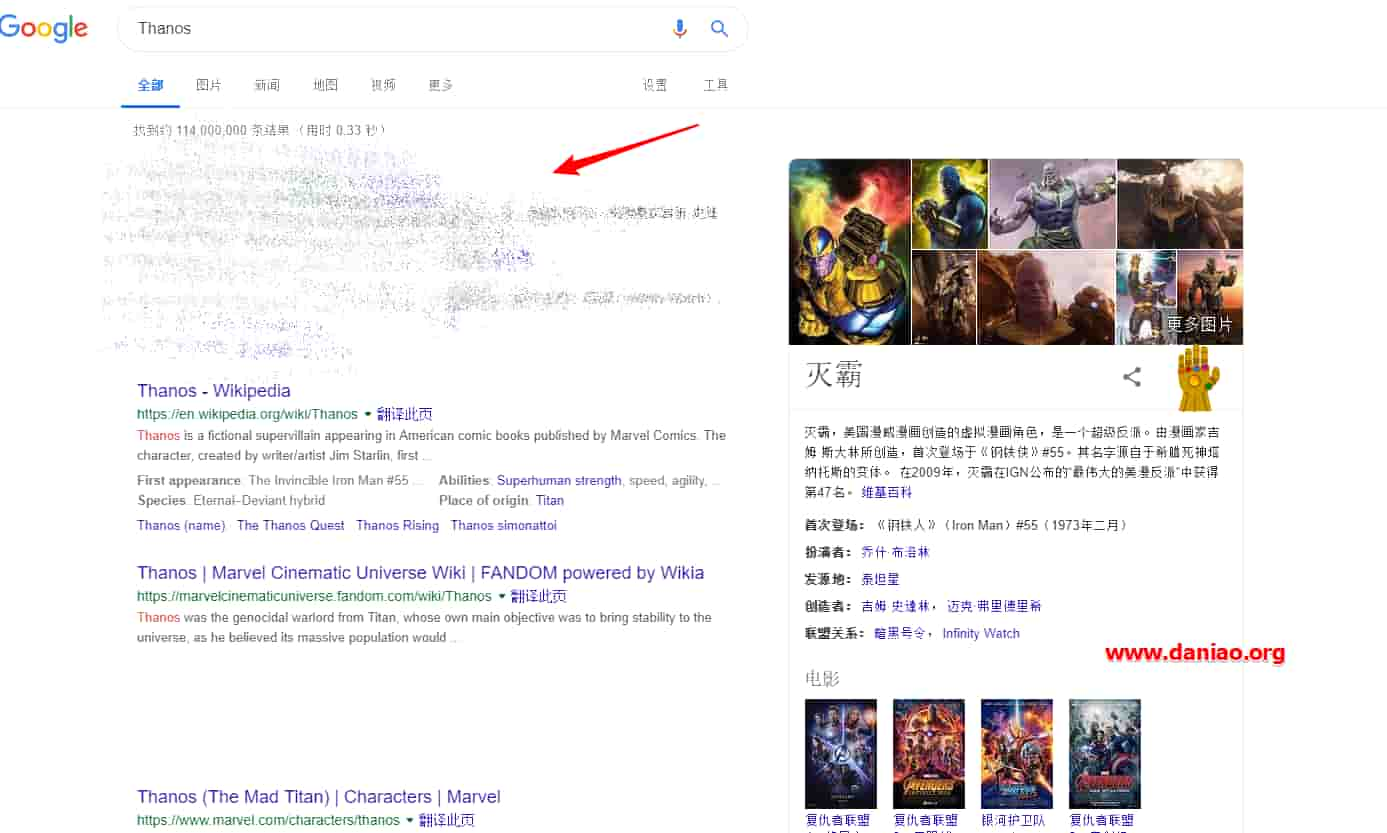 Google
Thanos
全部 图片 新闻 地图 视频 更多 设置 工具
找到约 114,000,000 条结果 （用时 0.33 秒）
Thanos - Wikipedia
https://en.wikipedia.org/wiki/Thanos 翻译此页
Thanos is a fictional supervillain appearing in American comic books published by Marvel Comics. The
character, created by writer/artist Jim Starlin, first ...
First appearance: The Invincible Iron Man #55 ... Abilities: Superhuman strength, speed, agility, ...
Species: Eternal–Deviant hybrid Place of origin: Titan
Thanos (name) The Thanos Quest Thanos Rising Thanos simonattoi
Thanos | Marvel Cinematic Universe Wiki | FANDOM powered by Wikia
https://marvelcinematicuniverse.fandom.com/wiki/Thanos 翻译此页
Thanos was the genocidal warlord from Titan, whose own main objective was to bring stability to the
universe, as he believed its massive population would ...
Thanos (The Mad Titan) | Characters | Marvel
https://www.marvel.com/characters/thanos 翻译此页
更多图片
灭霸
灭霸，美国漫威漫画创造的虚拟漫画角色，是一个超级反派。由漫画家吉
姆·斯大林所创造，首次登场于《钢铁侠》#55。其名字源自于希腊死神塔
纳托斯的变体。 在2009年，灭霸在IGN公布的“最伟大的美漫反派”中获得
第47名。 维基百科
首次登场： 《钢铁人》（Iron Man）#55（1973年二月）
扮演者： 乔什·布洛林
发源地： 泰坦星
创造者： 吉姆·史达林， 迈克·弗里德里希
联盟关系： 暗黑号令， Infinity Watch
www.daniao.org
电影
AVENGERS
复仇者联盟 复仇者联盟 银河护卫队 复仇者联盟